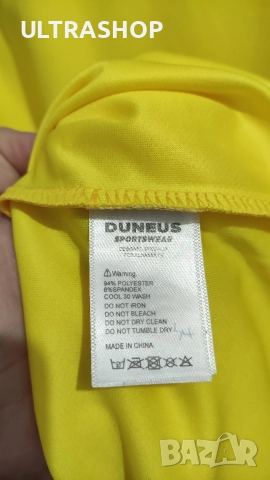 ULTRASHOP
DUNEUS
SPORTSWEAR
⚠Warning:
94% POLYESTER
6%SPANDEX
COOL 30 WASH
DO NOT IRON
DO NOT BLEACH
DO NOT DRY CLEAN
DO NOT TUMBLE DRY
MADE IN CHINA
BAZAR
bg